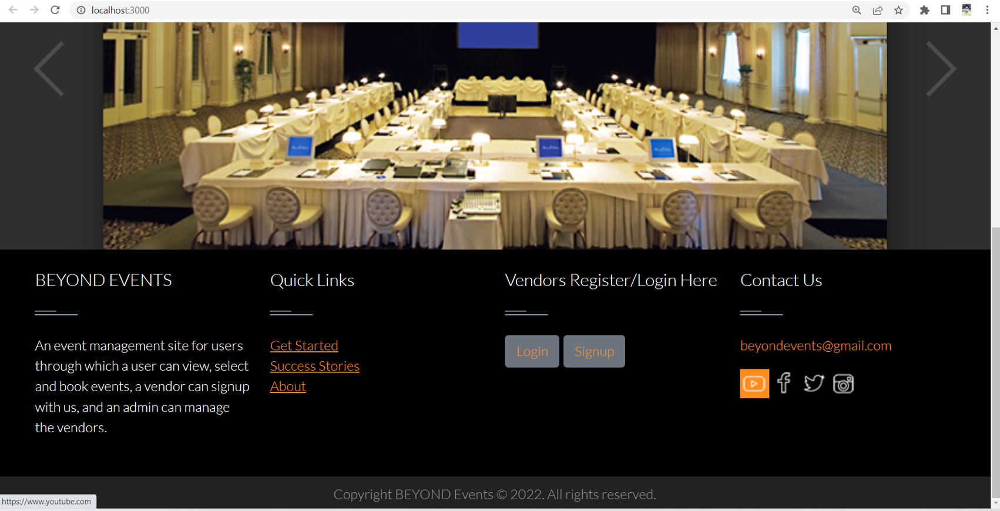 localhost:3000
BEYOND EVENTS
An event management site for users
through which a user can view, select
and book events, a vendor can signup
with us, and an admin can manage
the vendors.
Quick Links
Get Started
Success Stories
About
Vendors Register/Login Here
Login Signup
Contact Us
beyondevents@gmail.com
Copyright BEYOND Events © 2022. All rights reserved.
https://www.youtube.com